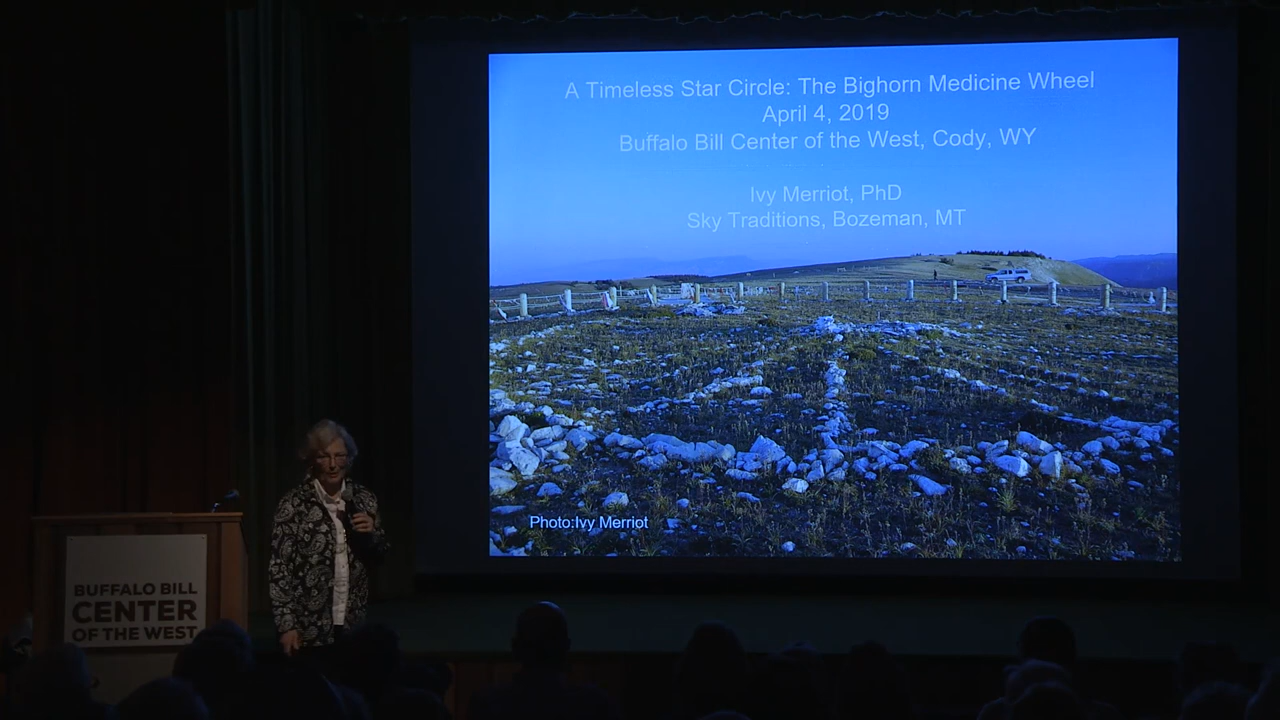 A Timeless Star Circle: The Bighorn Medicine Wheel
April 4, 2019
Buffalo Bill Center of the West, Cody, WY
Ivy Merriot, PhD
Sky Traditions, Bozeman, MT
Photo:Ivy Merriot
BUFFALO BILL
CENTER
OF THE WEST